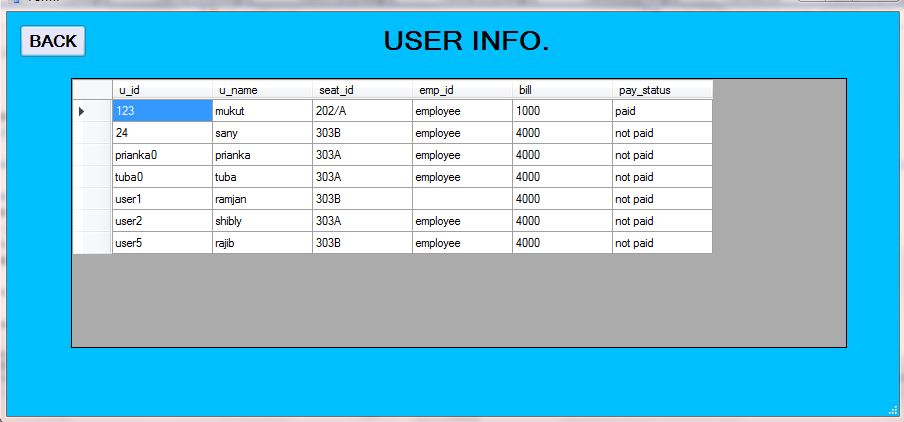 BACK
USER INFO.
u_id u_name seat_id emp_id bill pay_status
123 mukut 202/A employee 1000 paid
24 sany 303B employee 4000 not paid
prianka0 prianka 303A employee 4000 not paid
tuba0 tuba 303A employee 4000 not paid
user1 ramjan 303B 4000 not paid
user2 shibly 303A employee 4000 not paid
user5 rajib 303B employee 4000 not paid